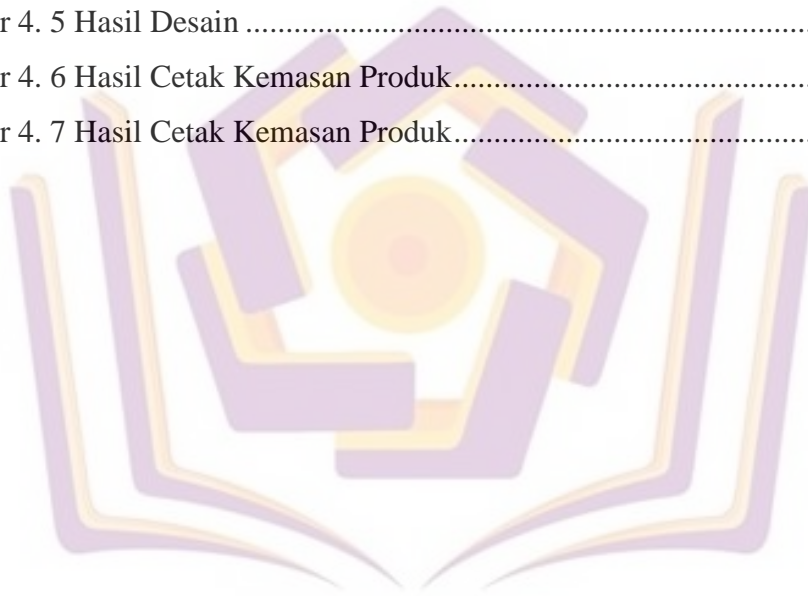 r 4. 5 Hasil Desain ..........................................................................
r 4. 6 Hasil Cetak Kemasan Produk..............................................
r 4. 7 Hasil Cetak Kemasan Produk..............................................